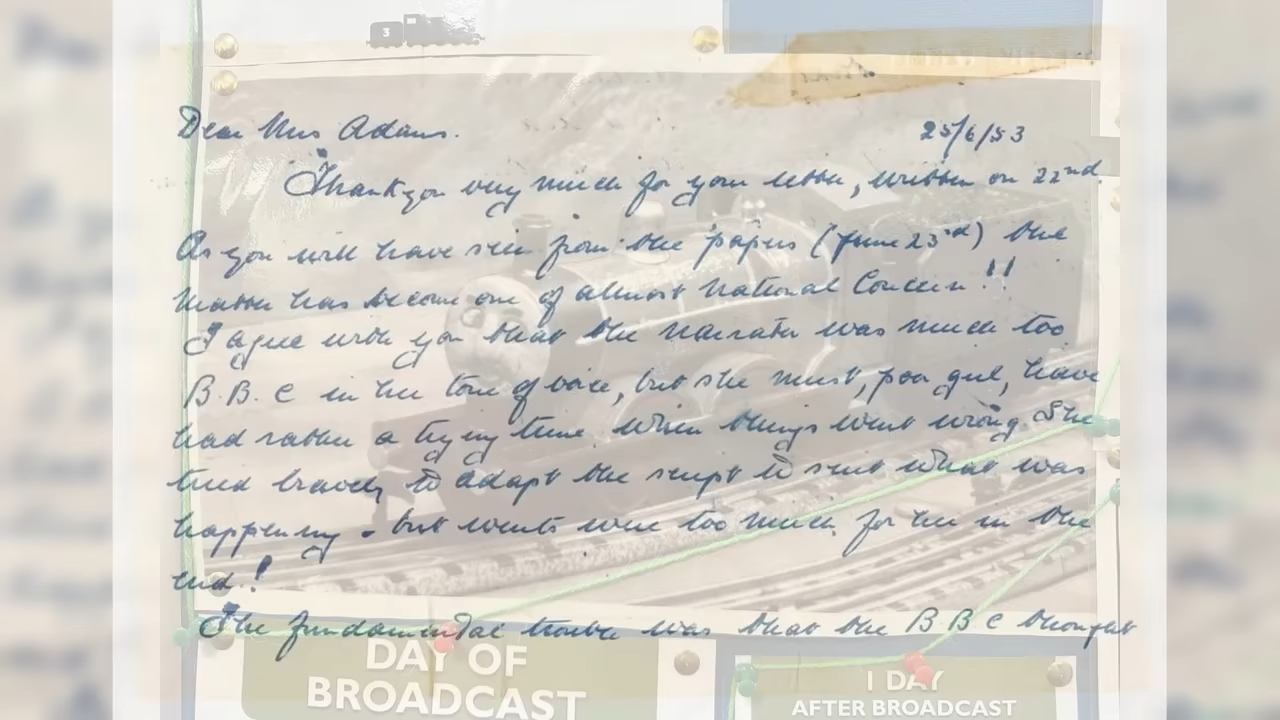 3
Dear Mrs Adams.
25/6/53
Thank you very much for your letter, written on 22nd.
As you will have seen from the papers (June 23rd) the
matter has become one of almost National Concern!!
I agree with you that the narrator was much too
B.B.C in her tone of voice, but she must, poor girl, have
had rather a trying time when things went wrong. She
tried bravely to adapt the script to suit what was
happening - but events were too much for her in the
end!
The fundamental trouble was that the B B C thought
DAY OF
BROADCAST
1 DAY
AFTER BROADCAST